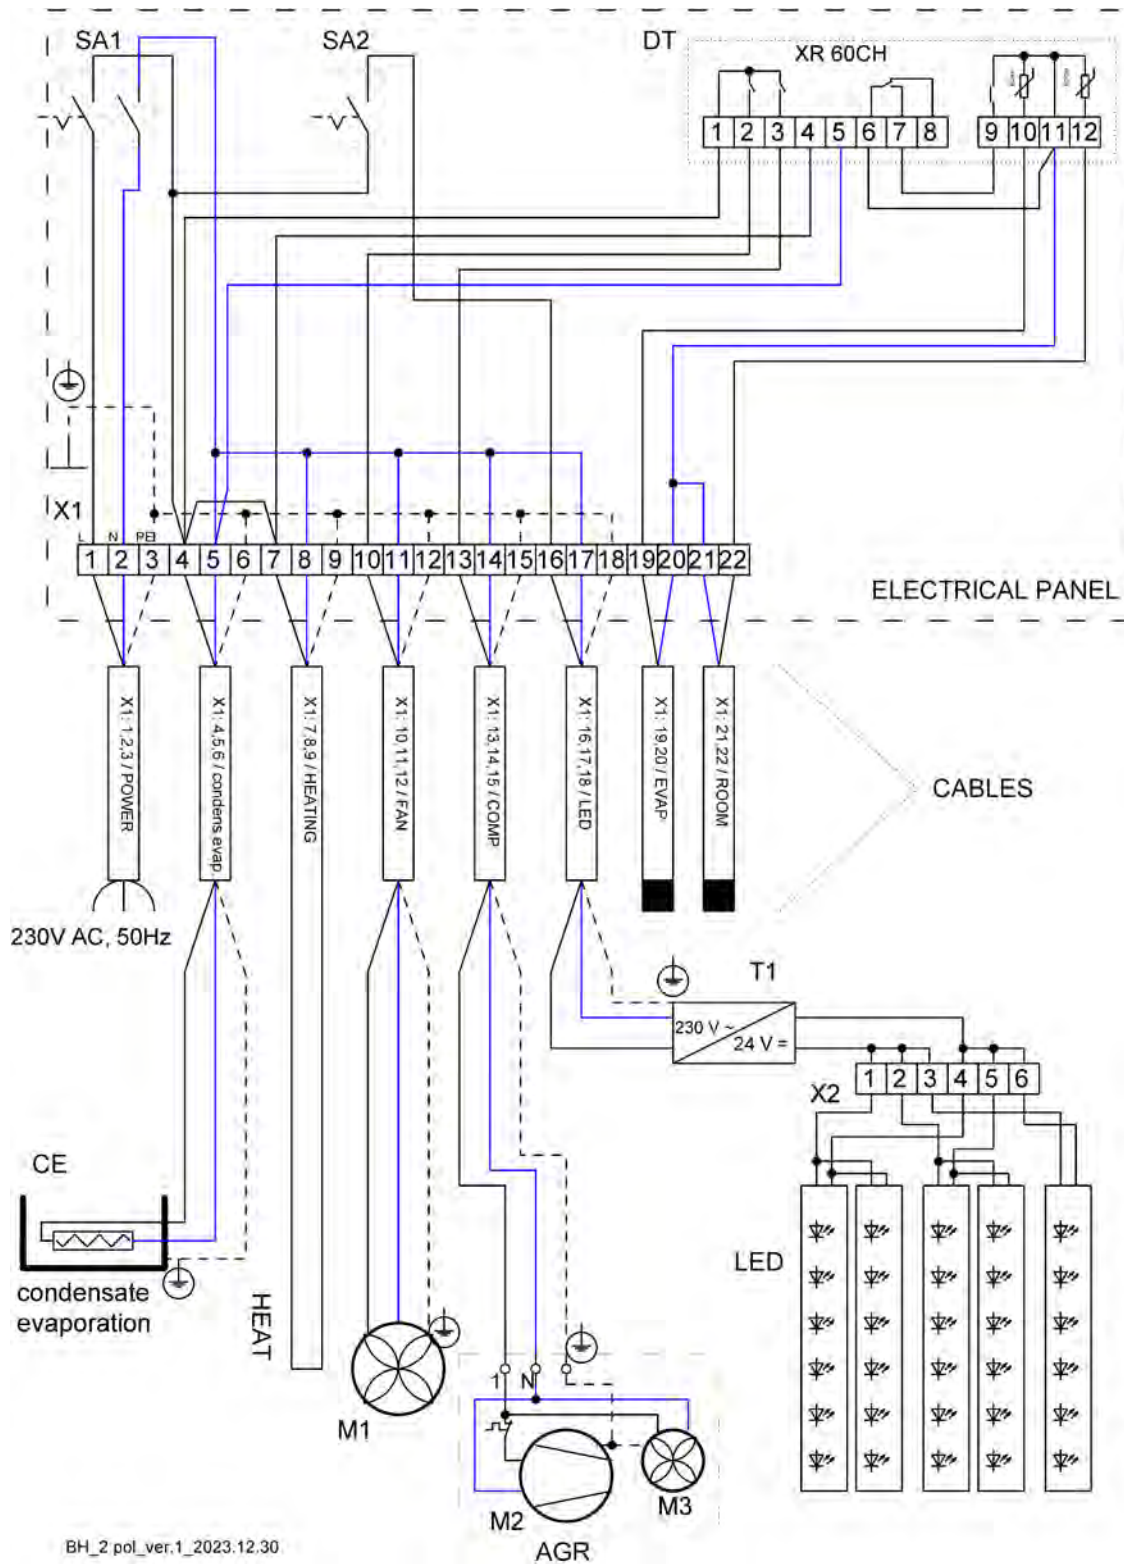 SA1
SA2
DT
XR 60CH
1 2 3 4 5 6 7 8
9 10 11 12
X1
L N PE
1 2 3 4 5 6 7 8 9 10 11 12 13 14 15 16 17 18 19 20 21 22
ELECTRICAL PANEL
X1: 1,2,3 / POWER
X1: 4,5,6 / condens.evap.
X1: 7,8,9 / HEATING
X1: 10,11,12 / FAN
X1: 13,14,15 / COMP
X1: 16,17,18 / LED
X1: 19,20 / EVAP
X1: 21,22 / ROOM
CABLES
230V AC, 50Hz
T1
230 V ~
24 V =
X2
1 2 3 4 5 6
CE
condensate
evaporation
HEAT
LED
M1
1 N
M2
M3
AGR
BH_2 pol_ver.1_2023.12.30